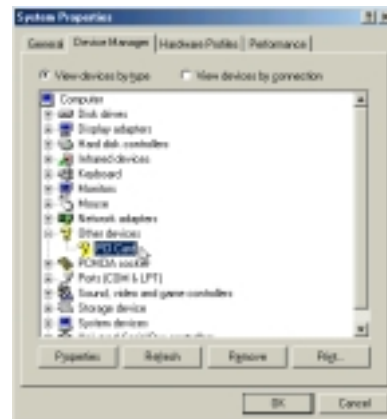 System Properties
General Device Manager Hardware Profiles Performance
View devices by type View devices by connection
Computer
Disk drives
Display adapters
Hard disk controllers
Infrared devices
Keyboard
Monitors
Mouse
Network adapters
Other devices
PCMCIA socket
Ports (COM & LPT)
Sound, video and game controllers
Storage device
System devices
Properties Refresh Remove Print...
OK Cancel